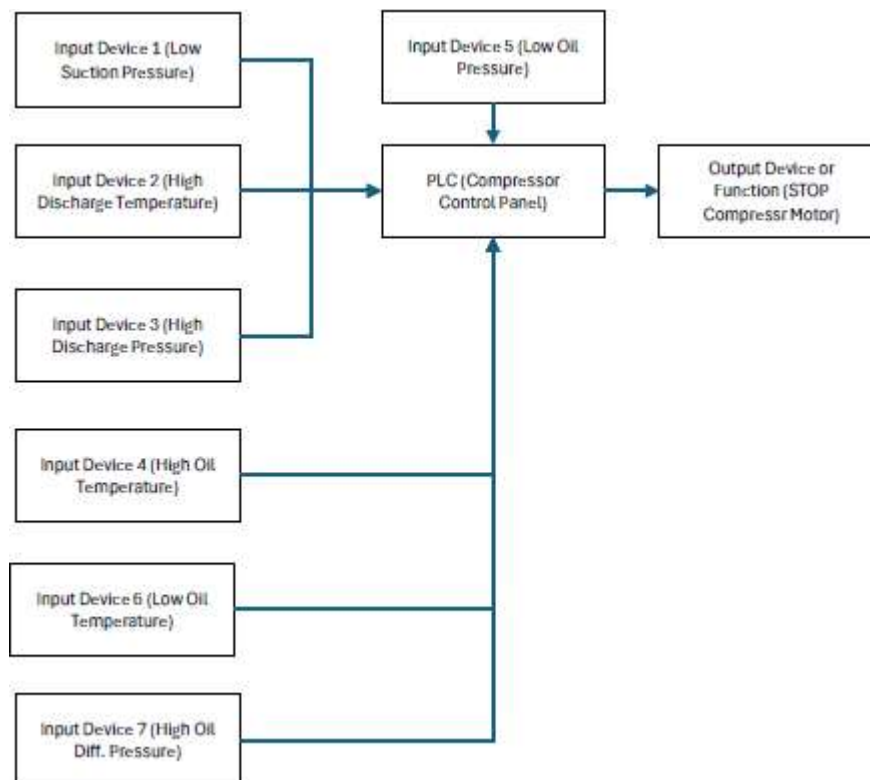 Input Device 1 (Low
Suction Pressure)
Input Device 5 (Low Oil
Pressure)
Input Device 2 (High
Discharge Temperature)
PLC (Compressor
Control Panel)
Output Device or
Function (STOP
Compressr Motor)
Input Device 3 (High
Discharge Pressure)
Input Device 4 (High Oil
Temperature)
Input Device 6 (Low Oil
Temperature)
Input Device 7 (High Oil
Diff. Pressure)